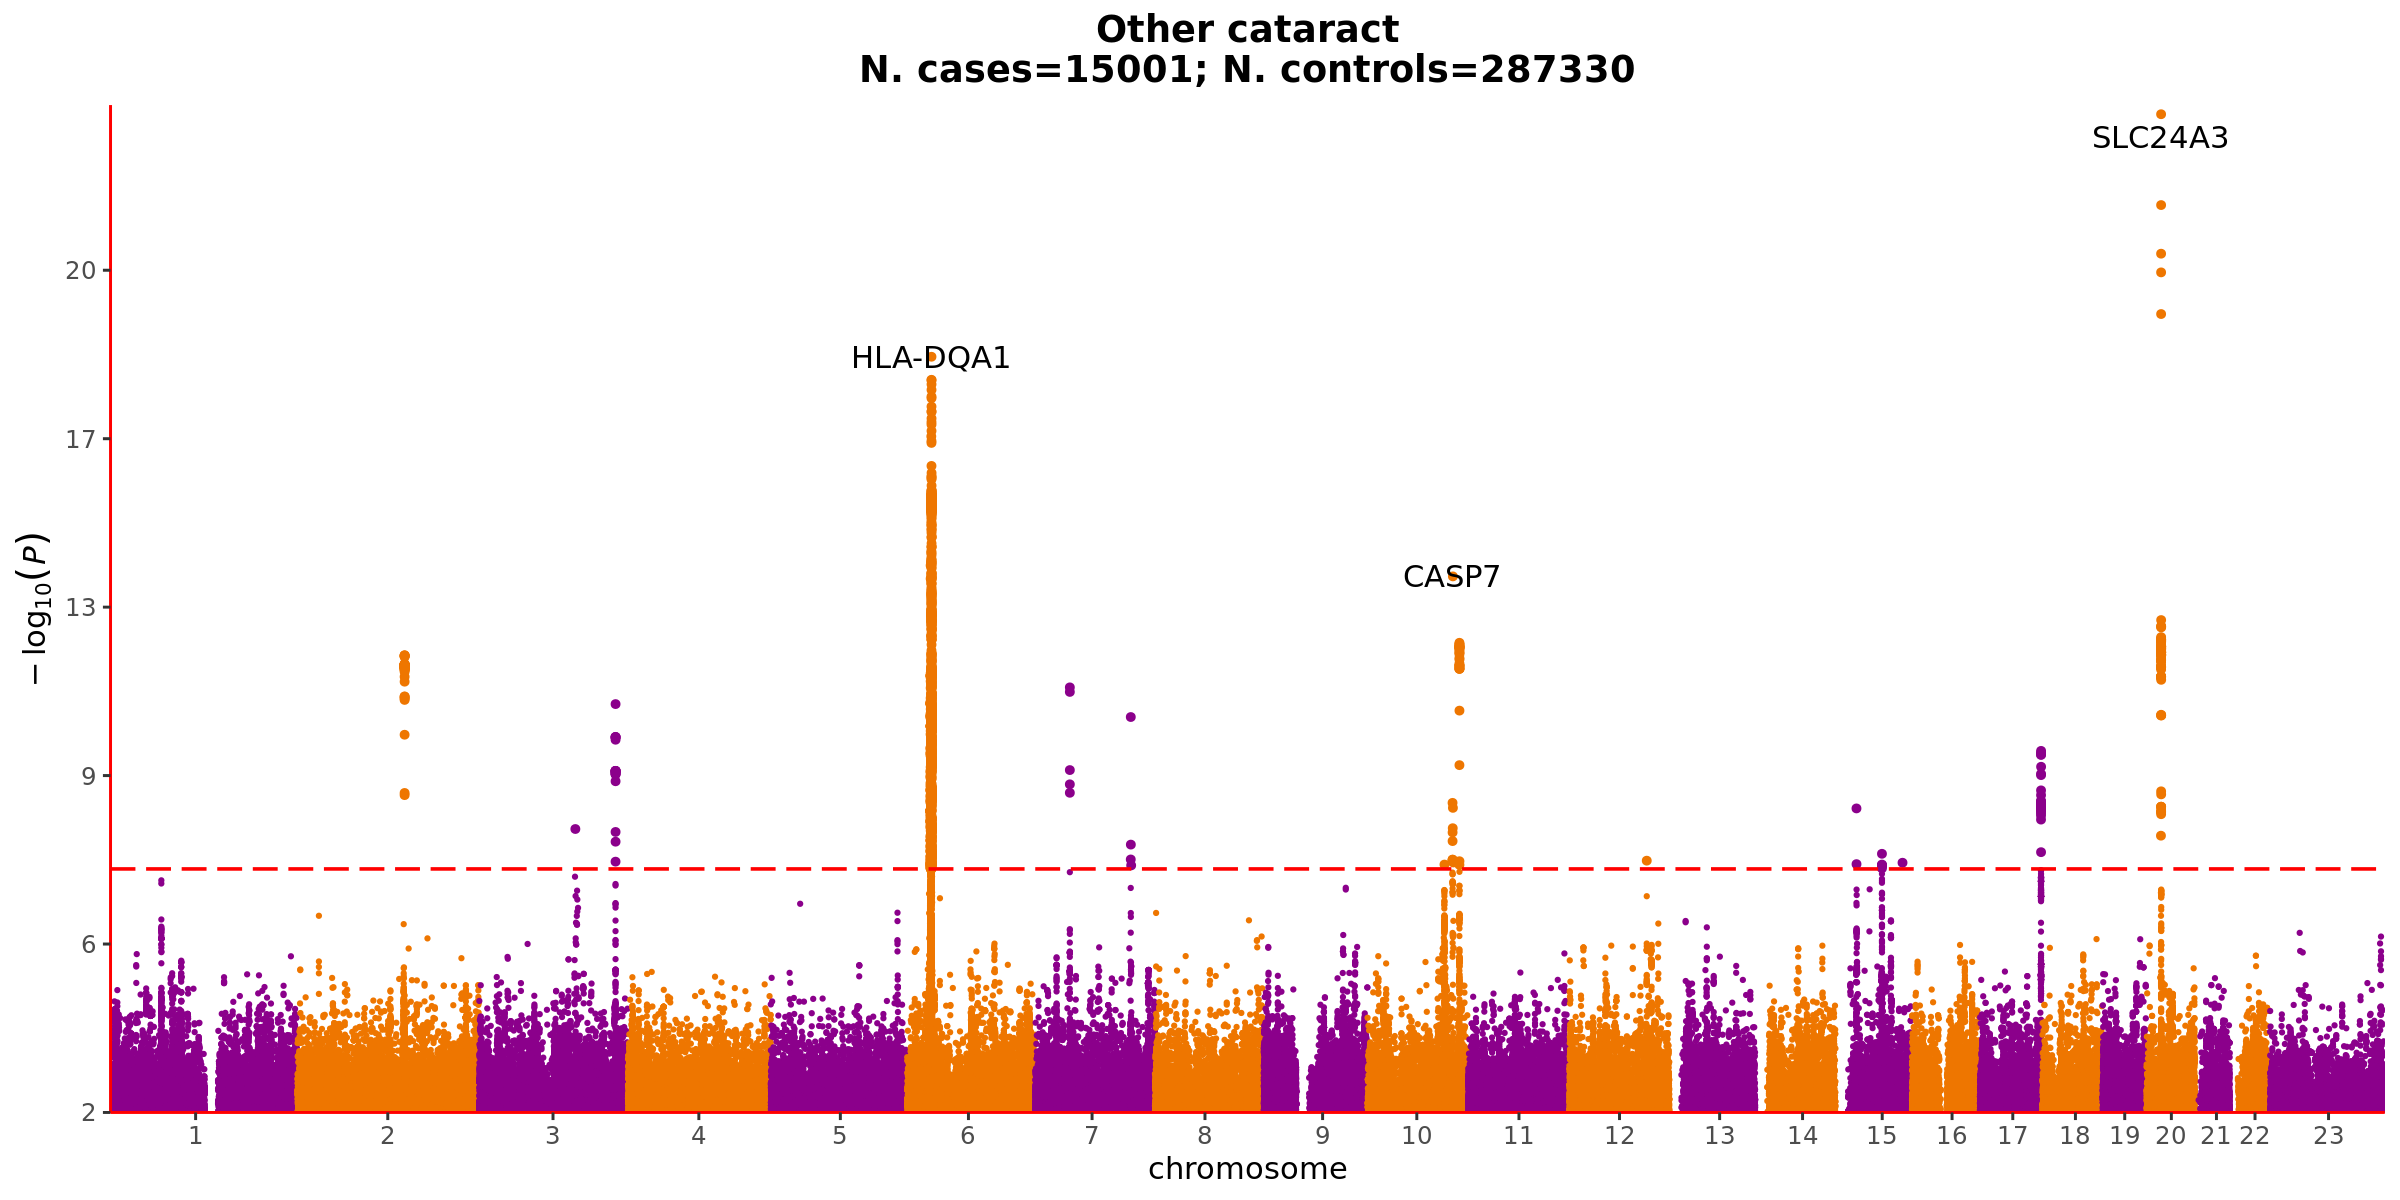 Other cataract
N. cases=15001; N. controls=287330
SLC24A3
HLA-DQA1
CASP7
20
17
13
9
6
2
− log₁₀(P)
1 2 3 4 5 6 7 8 9 10 11 12 13 14 15 16 17 18 19 20 21 22 23
chromosome